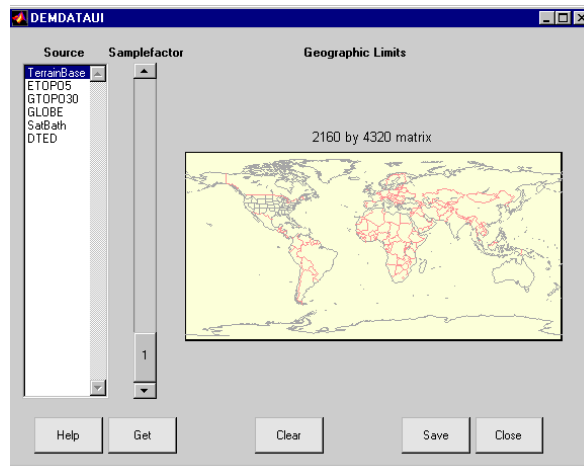 DEMDATAUI
Source Samplefactor Geographic Limits
TerrainBase
ETOPO5
GTOPO30
GLOBE
SatBath
DTED
2160 by 4320 matrix
1
Help Get Clear Save Close